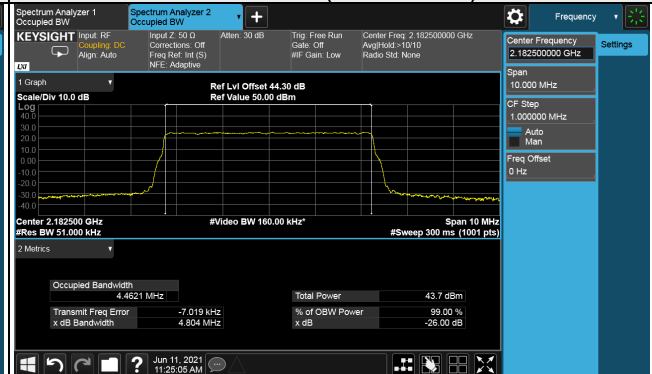 Spectrum Analyzer 1
Occupied BW
Spectrum Analyzer 2
Occupied BW
Frequency
KEYSIGHT
Input: RF
Coupling: DC
Align: Auto
Input Z: 50 Ω
Corrections: Off
Freq Ref: Int (S)
NFE: Adaptive
Atten: 30 dB
Trig: Free Run
Gate: Off
#IF Gain: Low
Center Freq: 2.182500000 GHz
Avg|Hold:>10/10
Radio Std: None
LXI
Center Frequency
2.182500000 GHz
Settings
Span
10.000 MHz
CF Step
1.000000 MHz
Auto
Man
Freq Offset
0 Hz
1 Graph
Scale/Div 10.0 dB
Ref Lvl Offset 44.30 dB
Ref Value 50.00 dBm
Log
40.0
30.0
20.0
10.0
0.00
-10.0
-20.0
-30.0
-40.0
Center 2.182500 GHz
#Video BW 160.00 kHz*
Span 10 MHz
#Res BW 51.000 kHz
#Sweep 300 ms (1001 pts)
2 Metrics
Occupied Bandwidth
4.4621 MHz
Total Power
43.7 dBm
Transmit Freq Error
-7.019 kHz
% of OBW Power
99.00 %
x dB Bandwidth
4.804 MHz
x dB
-26.00 dB
?
Jun 11, 2021
11:25:05 AM